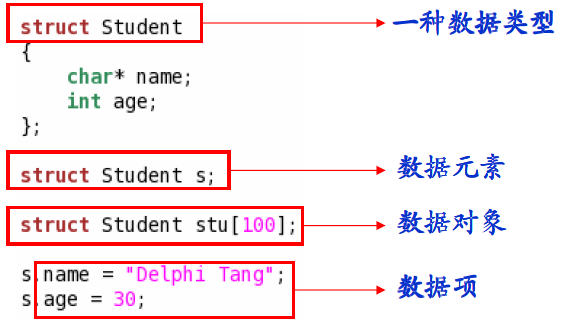 struct Student 一种数据类型
{
    char* name;
    int age;
};
struct Student s; 数据元素
struct Student stu[100]; 数据对象
s.name = "Delphi Tang";
s.age = 30; 数据项